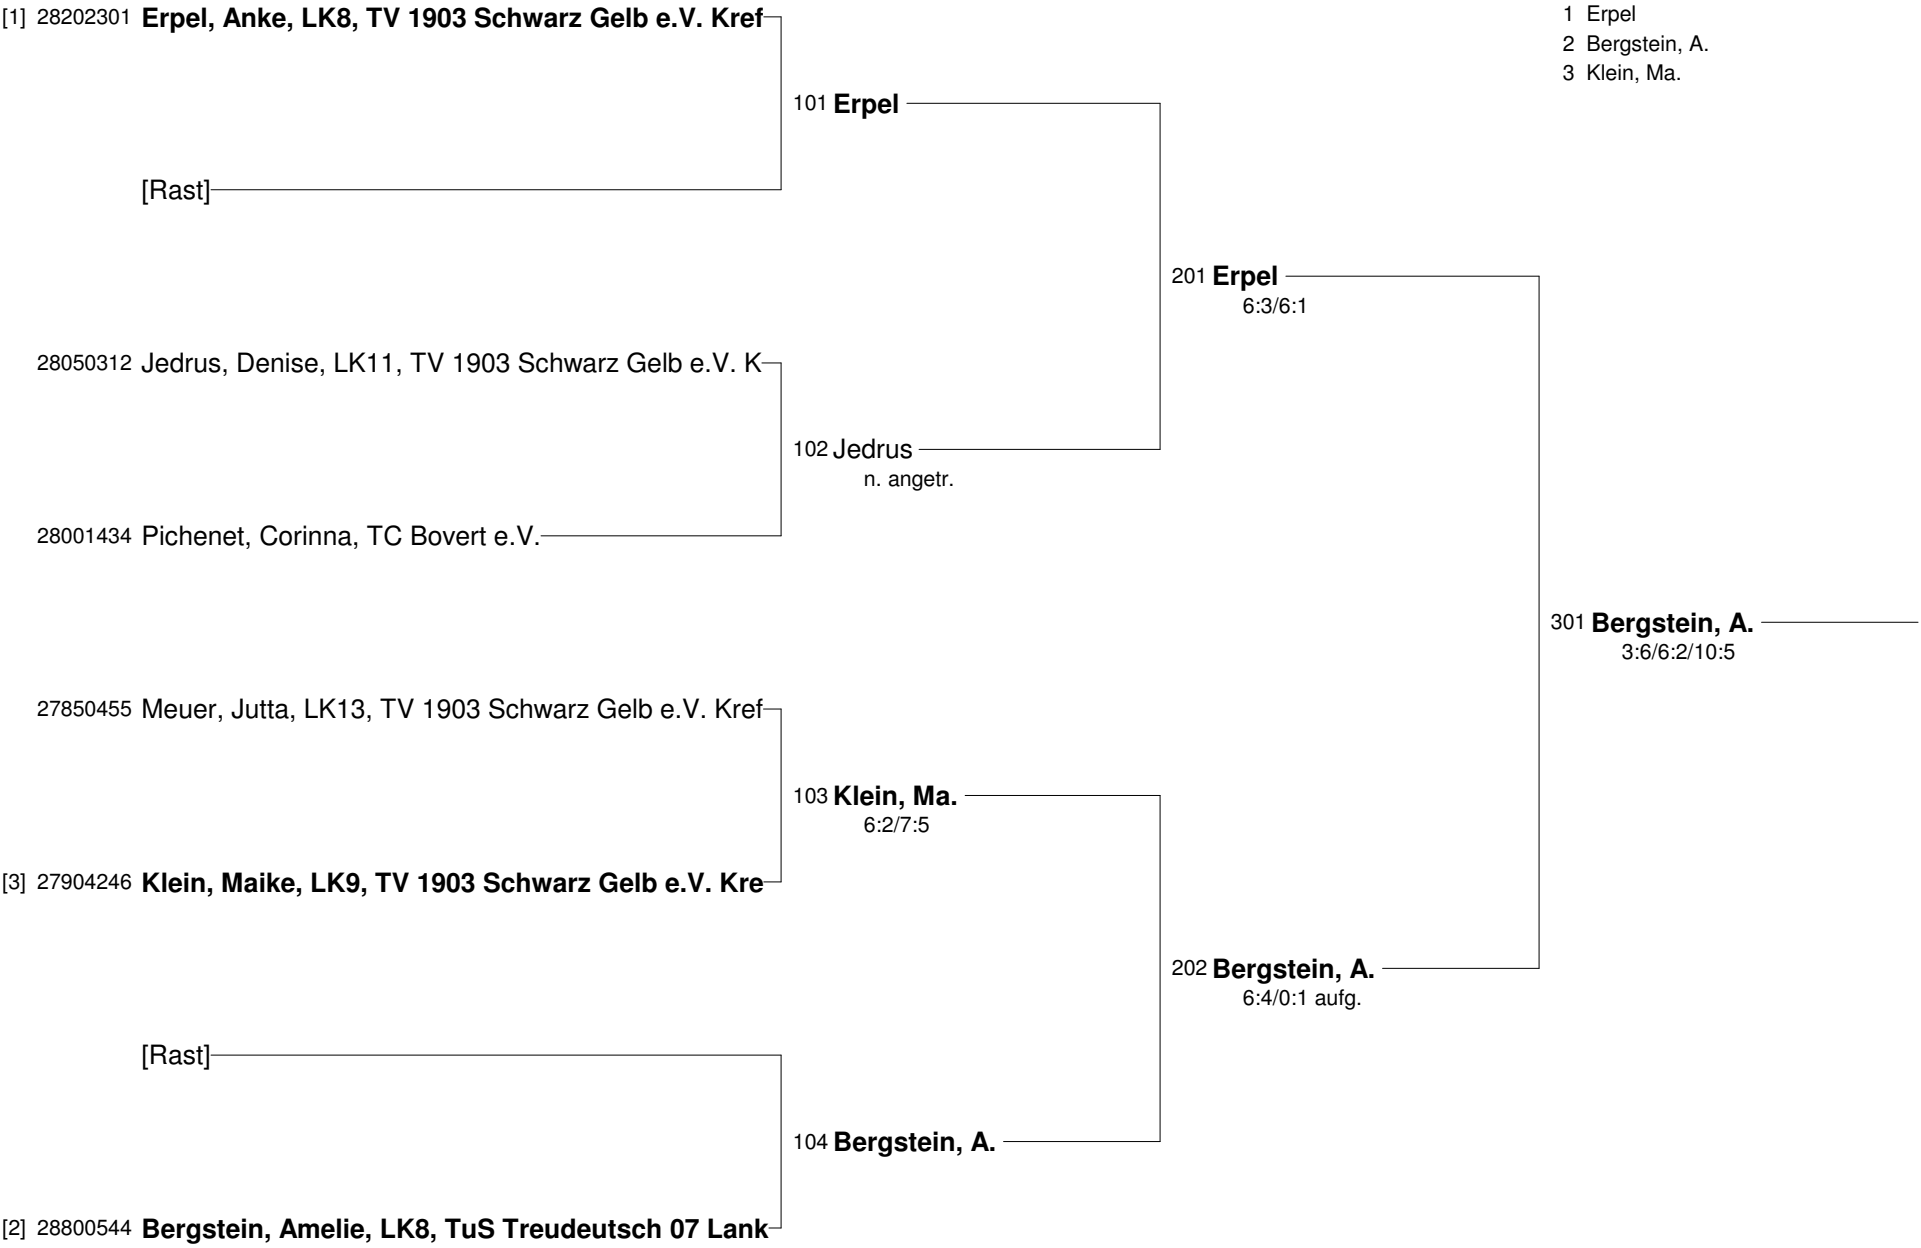 [1] 28202301 Erpel, Anke, LK8, TV 1903 Schwarz Gelb e.V. Kref
1 Erpel
2 Bergstein, A.
3 Klein, Ma.
101 Erpel
[Rast]
201 Erpel
6:3/6:1
28050312 Jedrus, Denise, LK11, TV 1903 Schwarz Gelb e.V. K
102 Jedrus
n. angetr.
28001434 Pichenet, Corinna, TC Bovert e.V.
301 Bergstein, A.
3:6/6:2/10:5
27850455 Meuer, Jutta, LK13, TV 1903 Schwarz Gelb e.V. Kref
103 Klein, Ma.
6:2/7:5
[3] 27904246 Klein, Maike, LK9, TV 1903 Schwarz Gelb e.V. Kre
202 Bergstein, A.
6:4/0:1 aufg.
[Rast]
104 Bergstein, A.
[2] 28800544 Bergstein, Amelie, LK8, TuS Treudeutsch 07 Lank